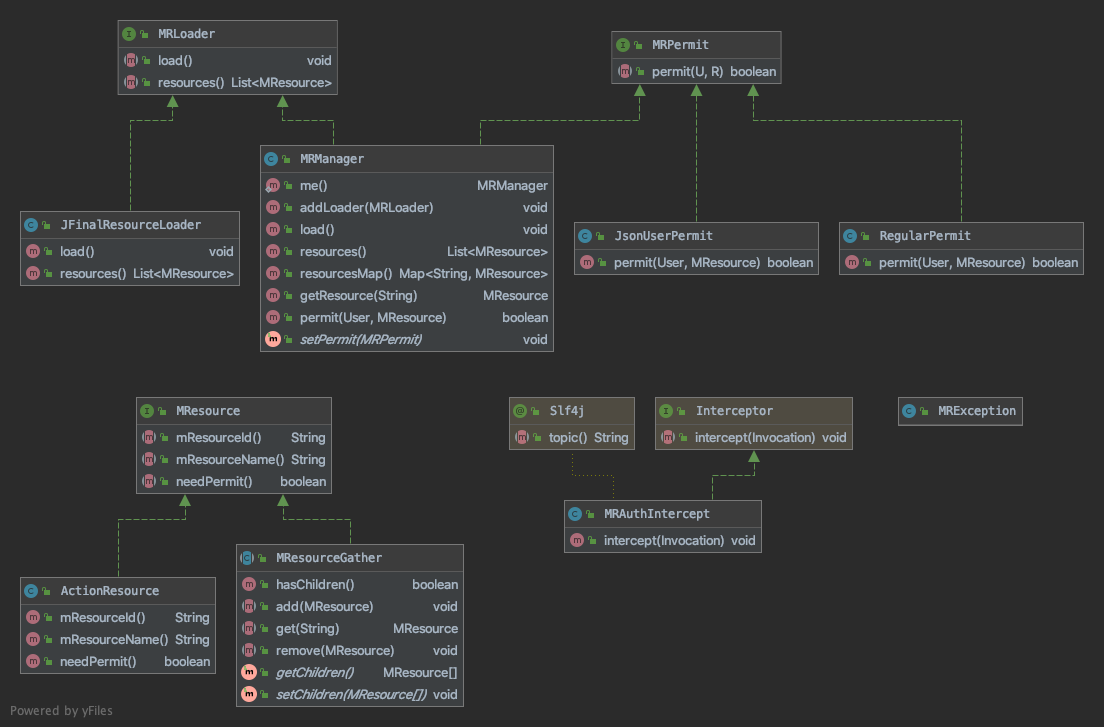 MRLoader
load() void
resources() List<MResource>
MRPermit
permit(U, R) boolean
MRManager
me() MRManager
addLoader(MRLoader) void
load() void
resources() List<MResource>
resourcesMap() Map<String, MResource>
getResource(String) MResource
permit(User, MResource) boolean
setPermit(MRPermit) void
JFinalResourceLoader
load() void
resources() List<MResource>
JsonUserPermit
permit(User, MResource) boolean
RegularPermit
permit(User, MResource) boolean
MResource
mResourceId() String
mResourceName() String
needPermit() boolean
Slf4j
topic() String
Interceptor
intercept(Invocation) void
MRException
MRAuthIntercept
intercept(Invocation) void
MResourceGather
hasChildren() boolean
add(MResource) void
get(String) MResource
remove(MResource) void
getChildren() MResource[]
setChildren(MResource[]) void
ActionResource
mResourceId() String
mResourceName() String
needPermit() boolean
Powered by yFiles